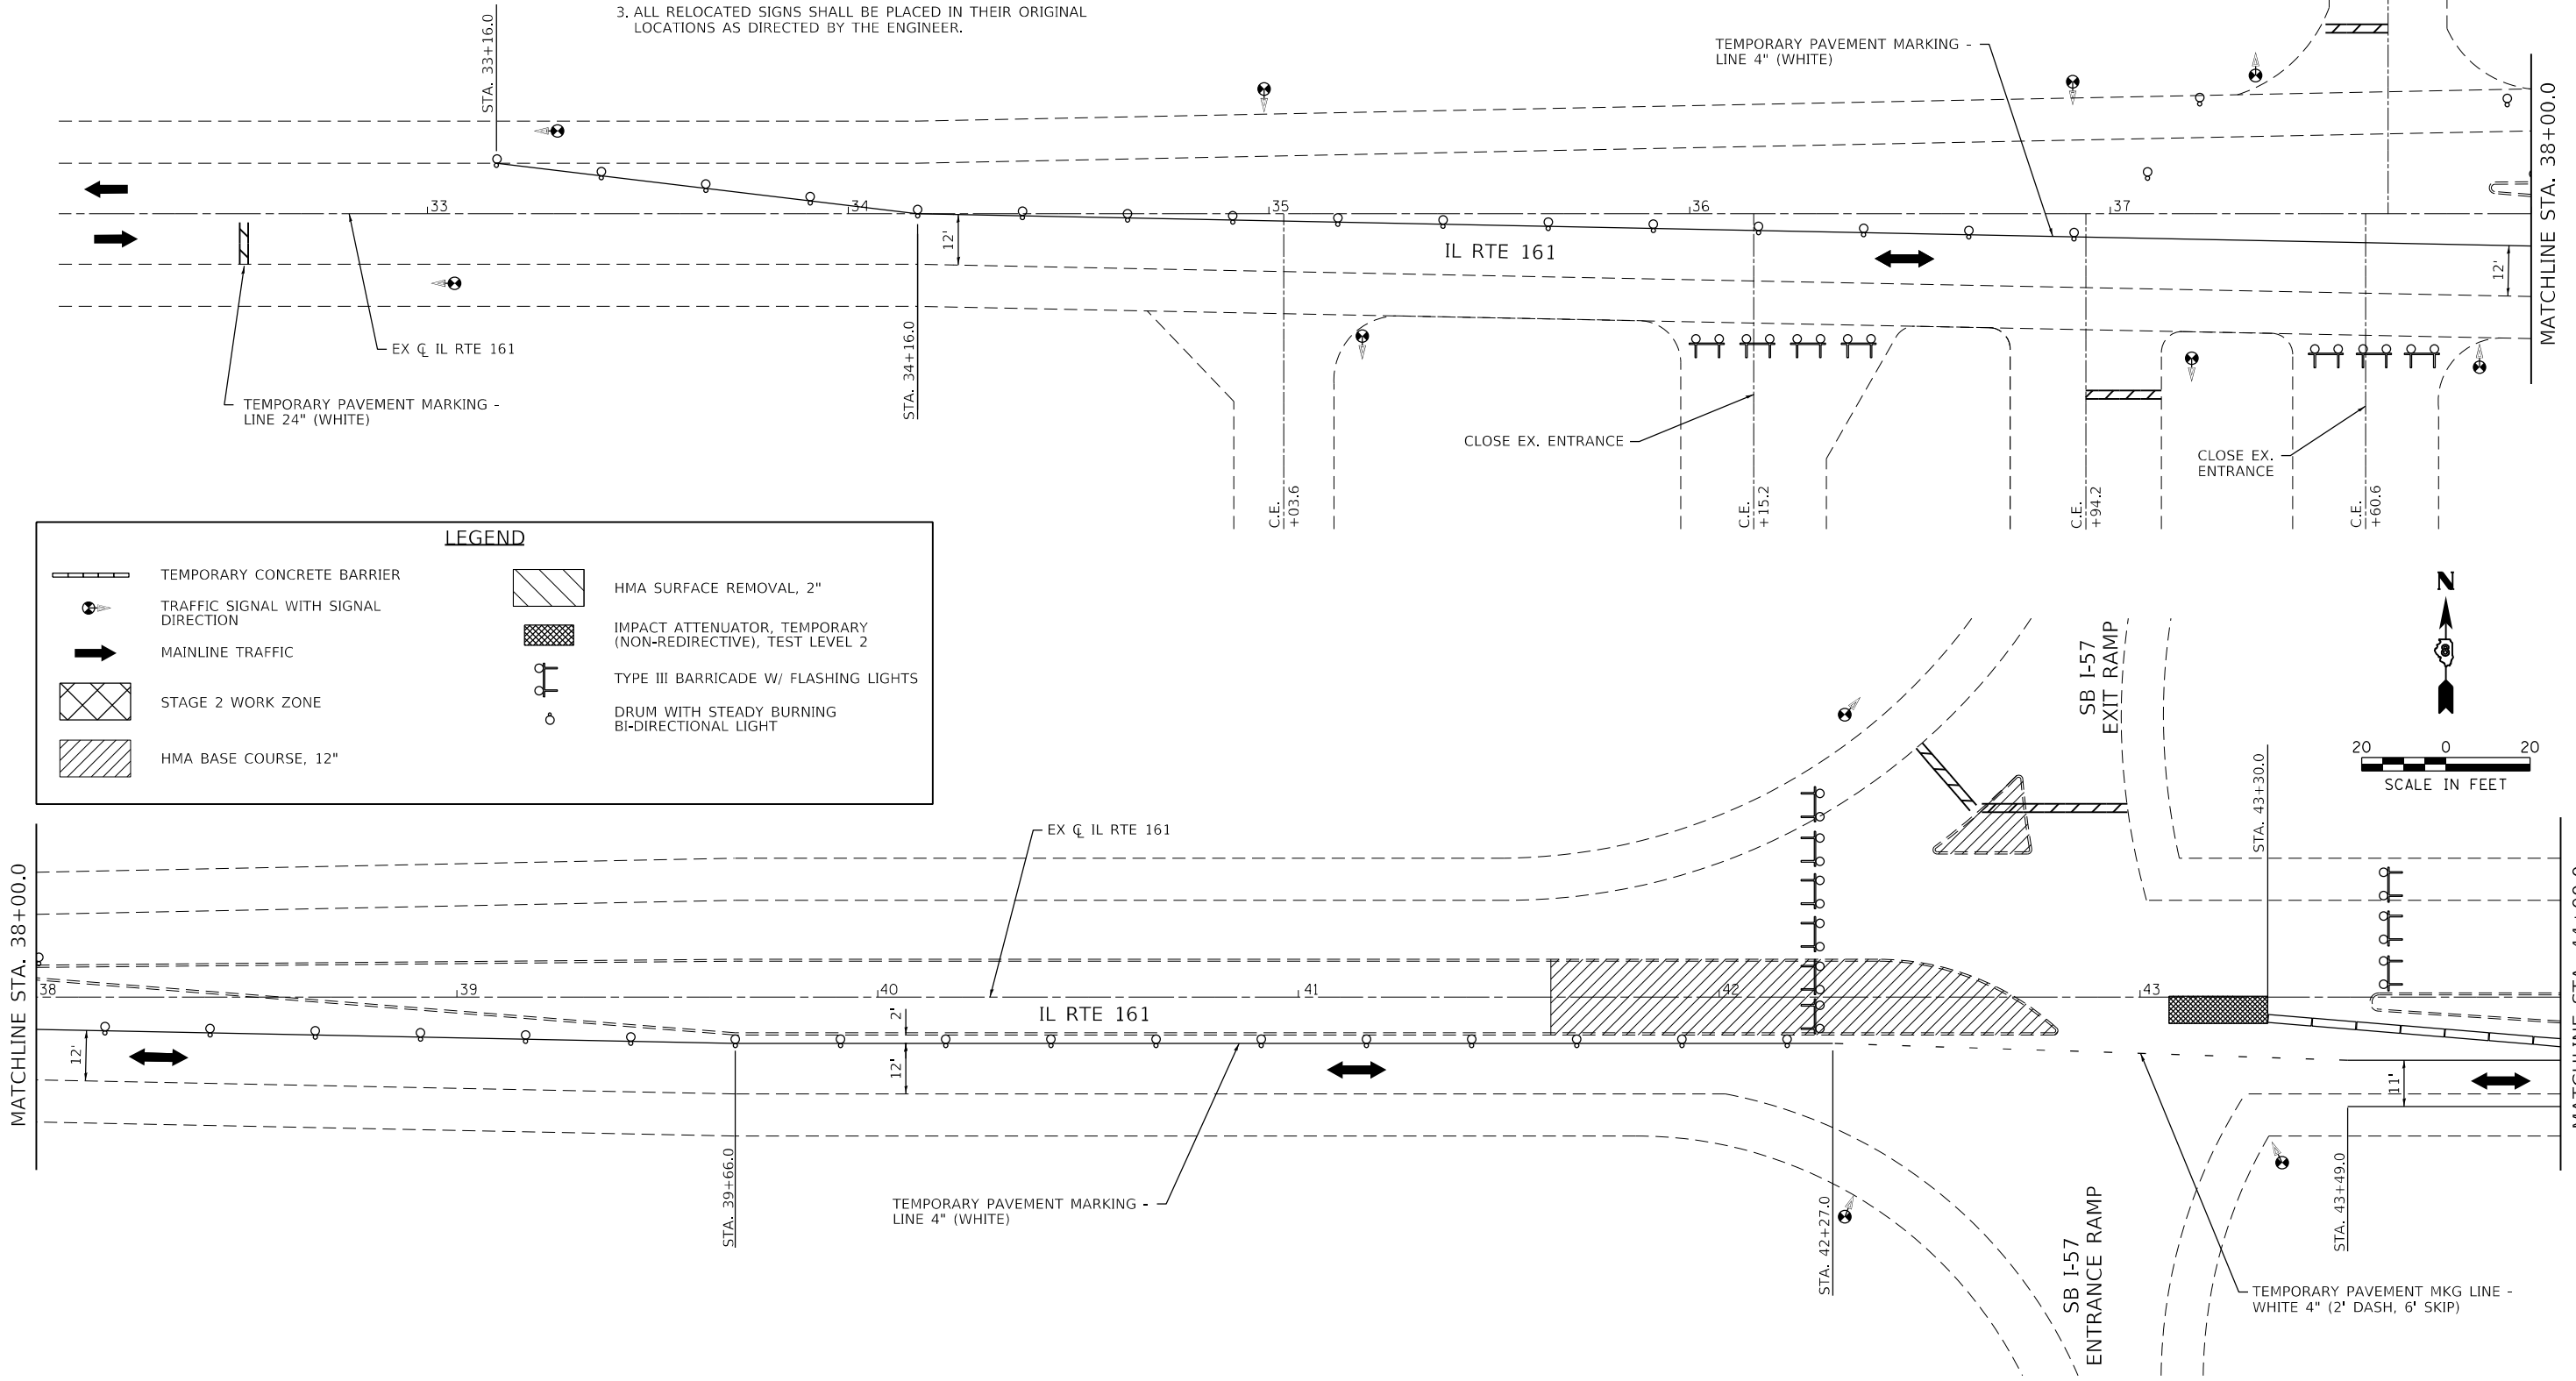 3. ALL RELOCATED SIGNS SHALL BE PLACED IN THEIR ORIGINAL
LOCATIONS AS DIRECTED BY THE ENGINEER.
STA. 33+16.0
TEMPORARY PAVEMENT MARKING -
LINE 4" (WHITE)
MATCHLINE STA. 38+00.0
33
34
35
36
37
12'
IL RTE 161
12'
EX ℄ IL RTE 161
STA. 34+16.0
TEMPORARY PAVEMENT MARKING -
LINE 24" (WHITE)
CLOSE EX. ENTRANCE
CLOSE EX.
ENTRANCE
C.E.
+03.6
C.E.
+15.2
C.E.
+94.2
C.E.
+60.6
LEGEND
TEMPORARY CONCRETE BARRIER
TRAFFIC SIGNAL WITH SIGNAL
DIRECTION
MAINLINE TRAFFIC
STAGE 2 WORK ZONE
HMA BASE COURSE, 12"
HMA SURFACE REMOVAL, 2"
IMPACT ATTENUATOR, TEMPORARY
(NON-REDIRECTIVE), TEST LEVEL 2
TYPE III BARRICADE W/ FLASHING LIGHTS
DRUM WITH STEADY BURNING
BI-DIRECTIONAL LIGHT
N
20 0 20
SCALE IN FEET
SB I-57
EXIT RAMP
STA. 43+30.0
EX ℄ IL RTE 161
MATCHLINE STA. 38+00.0
38
39
40
41
42
43
MATCHLINE STA. 44+00.0
12'
2'
12'
IL RTE 161
11'
STA. 39+66.0
TEMPORARY PAVEMENT MARKING -
LINE 4" (WHITE)
STA. 42+27.0
SB I-57
ENTRANCE RAMP
STA. 43+49.0
TEMPORARY PAVEMENT MKG LINE -
WHITE 4" (2' DASH, 6' SKIP)